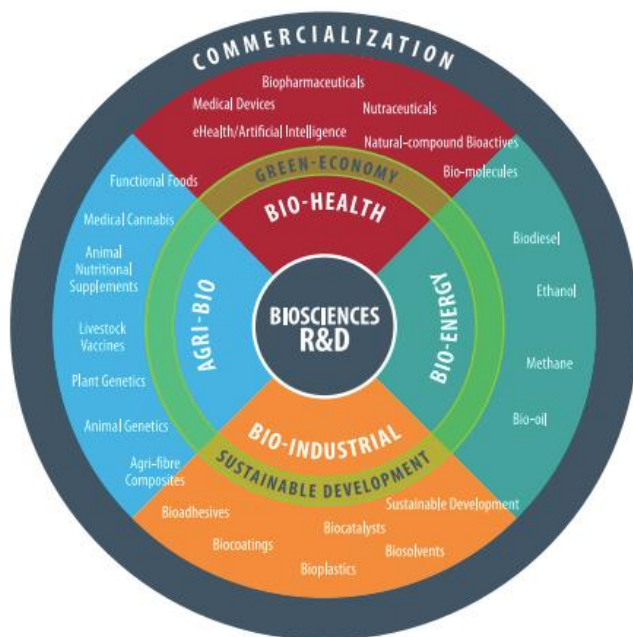 COMMERCIALIZATION
Biopharmaceuticals
Medical Devices
Nutraceuticals
eHealth/Artificial Intelligence
Natural-compound Bioactives
Bio-molecules
GREEN-ECONOMY
BIO-HEALTH
Functional Foods
Medical Cannabis
Animal
Nutritional
Supplements
Livestock
Vaccines
Plant Genetics
Animal Genetics
Agri-fibre
Composites
AGRI-BIO
BIOSCIENCES
R&D
BIO-ENERGY
Biodiesel
Ethanol
Methane
Bio-oil
BIO-INDUSTRIAL
SUSTAINABLE DEVELOPMENT
Sustainable Development
Bioadhesives
Biocatalysts
Biocoatings
Biosolvents
Bioplastics